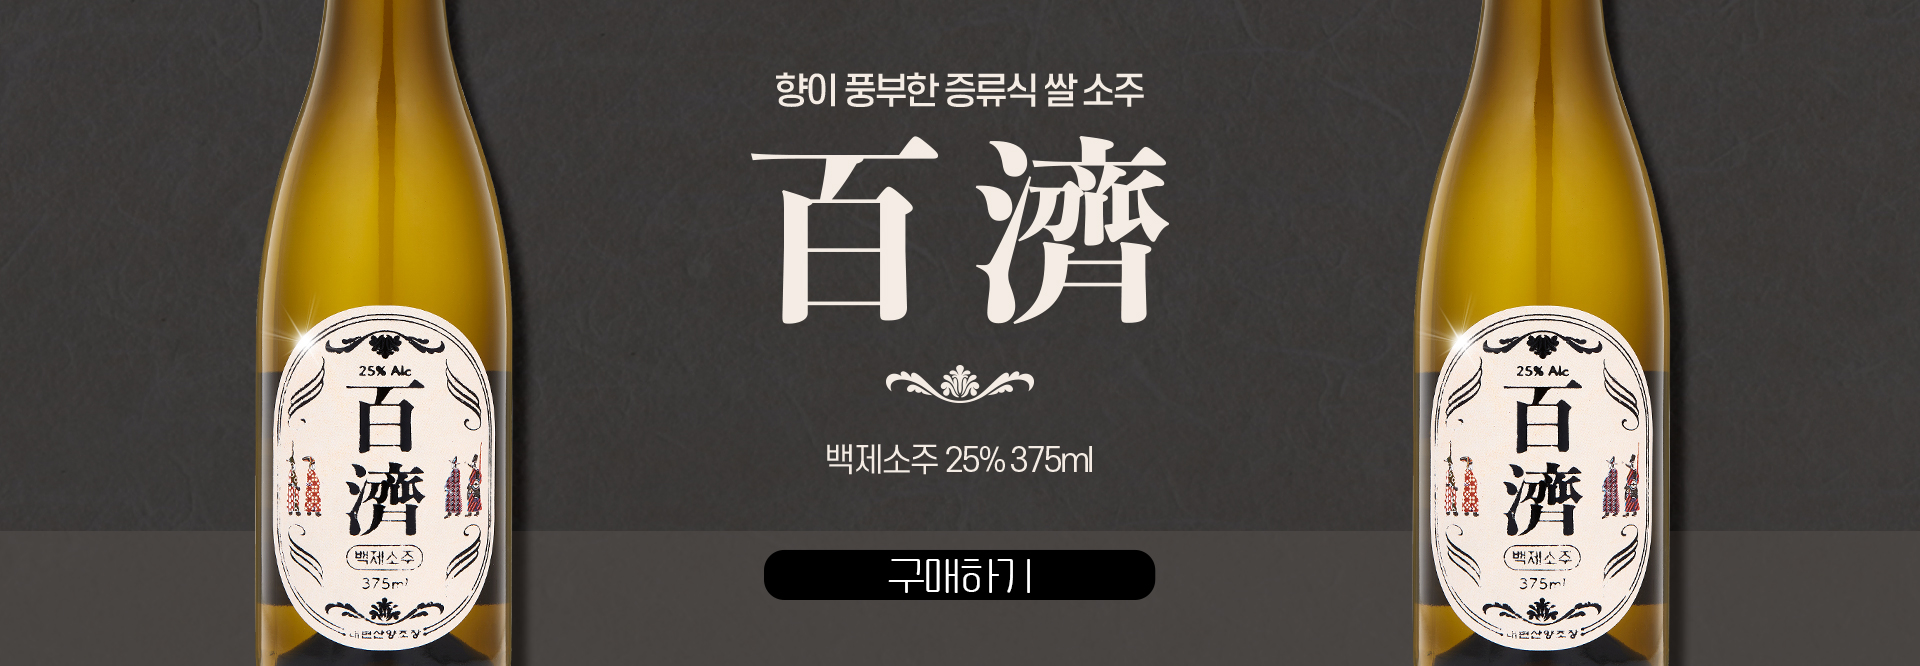 향이 풍부한 증류식 쌀 소주
百濟
백제소주 25% 375ml
구매하기
25% Alc
百
濟
백제소주
375ml
25% Alc
百
濟
백제소주
375ml